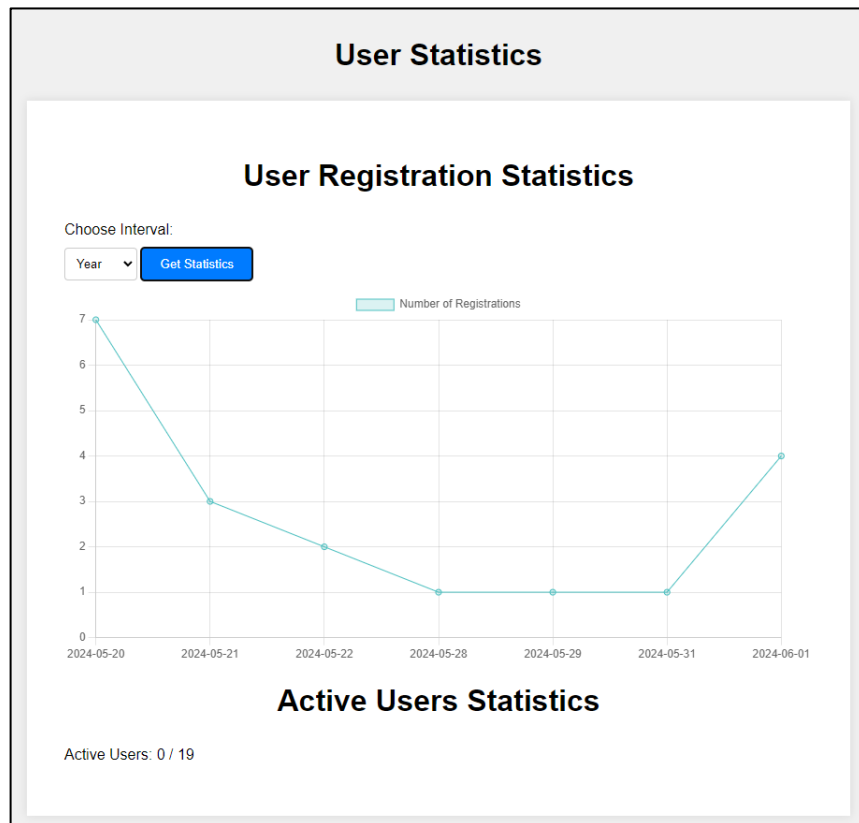 User Statistics
User Registration Statistics
Choose Interval:
Year Get Statistics
Number of Registrations
7
6
5
4
3
2
1
0
2024-05-20 2024-05-21 2024-05-22 2024-05-28 2024-05-29 2024-05-31 2024-06-01
Active Users Statistics
Active Users: 0 / 19